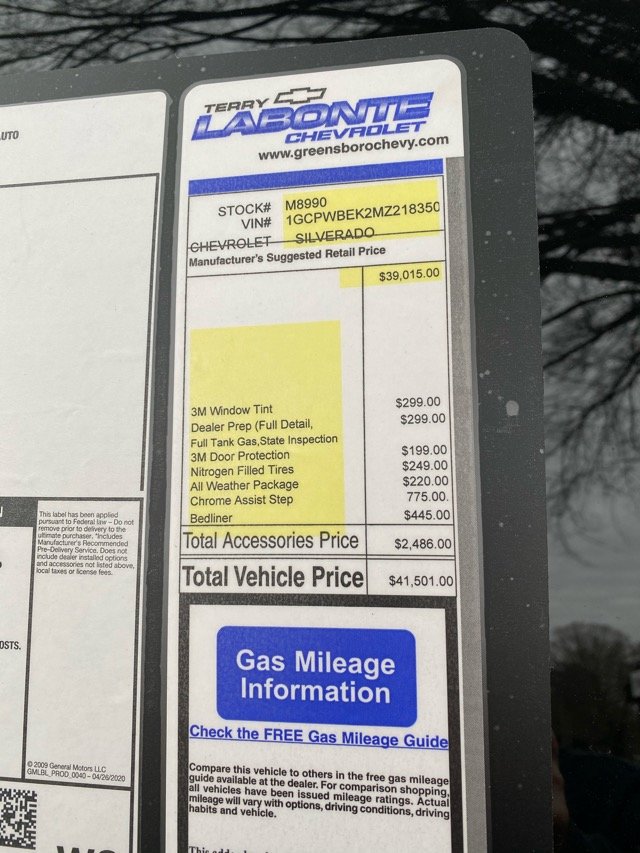 AUTO
This label has been applied
pursuant to Federal law – Do not
remove prior to delivery to the
ultimate purchaser. *Includes
Manufacturer's Recommended
Pre-Delivery Service. Does not
include dealer installed options
and accessories not listed above,
local taxes or license fees.
OSTS.
© 2009 General Motors LLC
GMLBL_PROD_0040 – 04/26/2020
TERRY
LABONTE
CHEVROLET
www.greensborochevy.com
STOCK# M8990
VIN# 1GCPWBEK2MZ218350
CHEVROLET SILVERADO
Manufacturer's Suggested Retail Price
$39,015.00
3M Window Tint $299.00
Dealer Prep (Full Detail, $299.00
Full Tank Gas,State Inspection
3M Door Protection $199.00
Nitrogen Filled Tires $249.00
All Weather Package $220.00
Chrome Assist Step 775.00.
Bedliner $445.00
Total Accessories Price $2,486.00
Total Vehicle Price $41,501.00
Gas Mileage
Information
Check the FREE Gas Mileage Guide
Compare this vehicle to others in the free gas mileage
guide available at the dealer. For comparison shopping,
all vehicles have been issued mileage ratings. Actual
mileage will vary with options, driving conditions, driving
habits and vehicle.